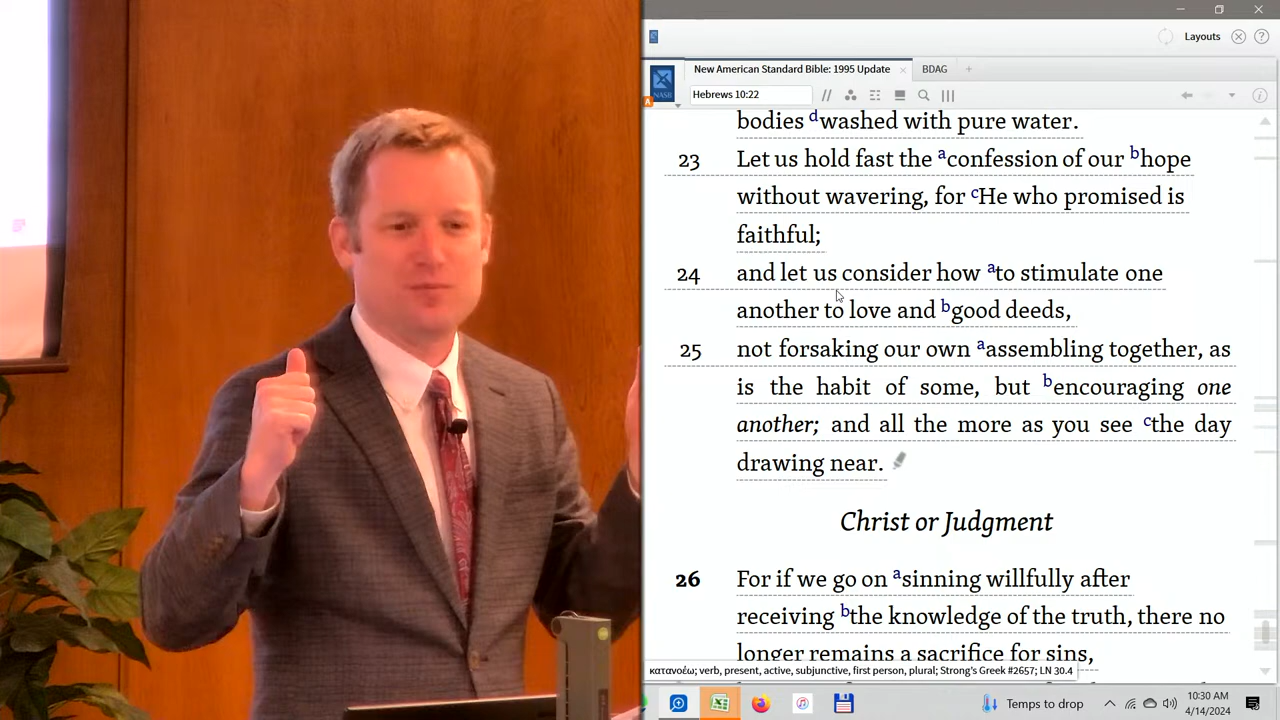 Layouts
New American Standard Bible: 1995 Update
BDAG
NASB
Hebrews 10:22
bodies dwashed with pure water.
23 Let us hold fast the aconfession of our bhope
without wavering, for cHe who promised is
faithful;
24 and let us consider how ato stimulate one
another to love and bgood deeds,
25 not forsaking our own aassembling together, as
is the habit of some, but bencouraging one
another; and all the more as you see cthe day
drawing near.
Christ or Judgment
26 For if we go on asinning willfully after
receiving bthe knowledge of the truth, there no
longer remains a sacrifice for sins,
κατανοέω; verb, present, active, subjunctive, first person, plural; Strong's Greek #2657; LN 30.4
Temps to drop
10:30 AM
4/14/2024